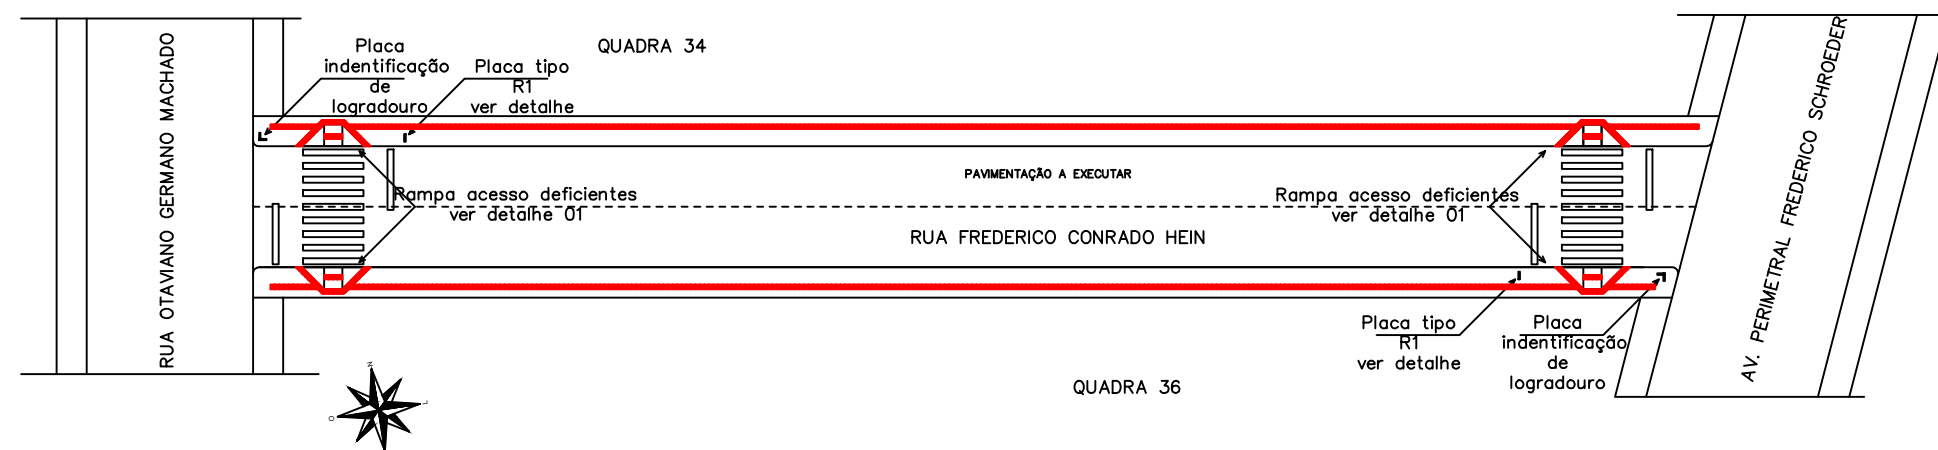 QUADRA 34
Placa
indentificação
de
logradouro
Placa tipo
R1
ver detalhe
RUA OTAVIANO GERMANO MACHADO
AV. PERIMETRAL FREDERICO SCHROEDER
PAVIMENTAÇÃO A EXECUTAR
Rampa acesso deficientes
ver detalhe 01
Rampa acesso deficientes
ver detalhe 01
RUA FREDERICO CONRADO HEIN
Placa tipo
R1
ver detalhe
Placa
indentificação
de
logradouro
QUADRA 36
N
L
O